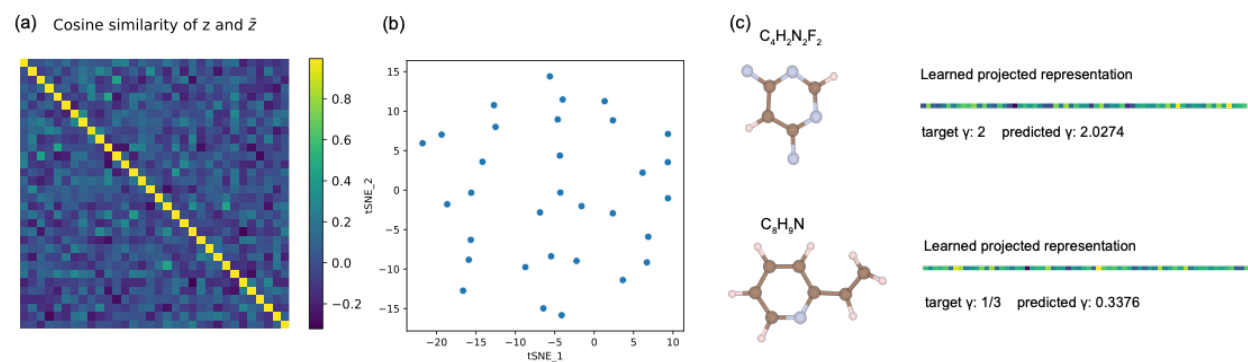 (a) Cosine similarity of z and z̃
0.8
0.6
0.4
0.2
0.0
−0.2
(b)
15
10
5
0
−5
−10
−15
tSNE_2
−20 −15 −10 −5 0 5 10
tSNE_1
(c)
C₄H₂N₂F₂
Learned projected representation
target γ: 2 predicted γ: 2.0274
C₈H₉N
Learned projected representation
target γ: 1/3 predicted γ: 0.3376